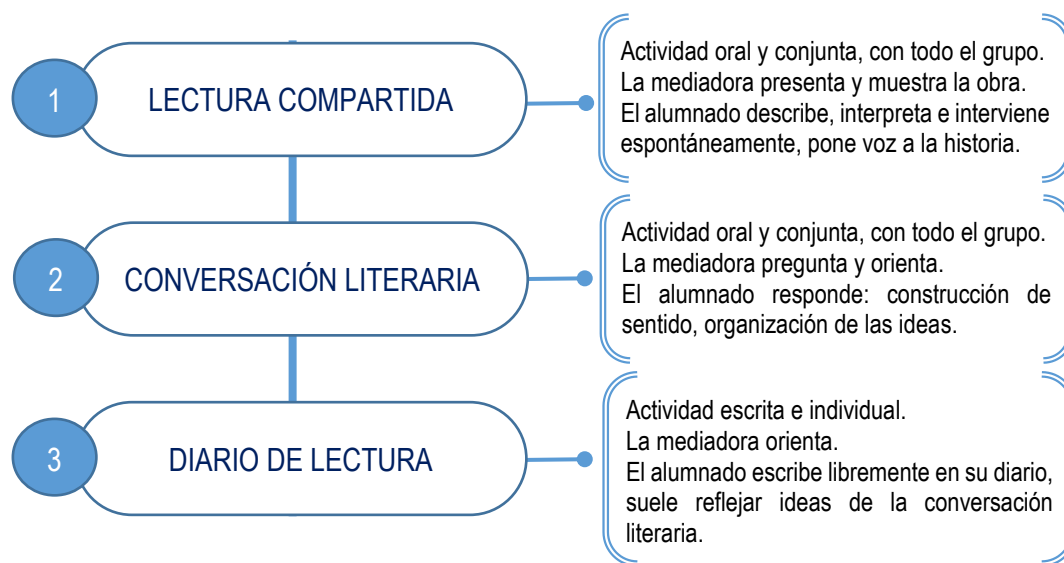 1
LECTURA COMPARTIDA
Actividad oral y conjunta, con todo el grupo.
La mediadora presenta y muestra la obra.
El alumnado describe, interpreta e interviene
espontáneamente, pone voz a la historia.
2
CONVERSACIÓN LITERARIA
Actividad oral y conjunta, con todo el grupo.
La mediadora pregunta y orienta.
El alumnado responde: construcción de
sentido, organización de las ideas.
3
DIARIO DE LECTURA
Actividad escrita e individual.
La mediadora orienta.
El alumnado escribe libremente en su diario,
suele reflejar ideas de la conversación
literaria.